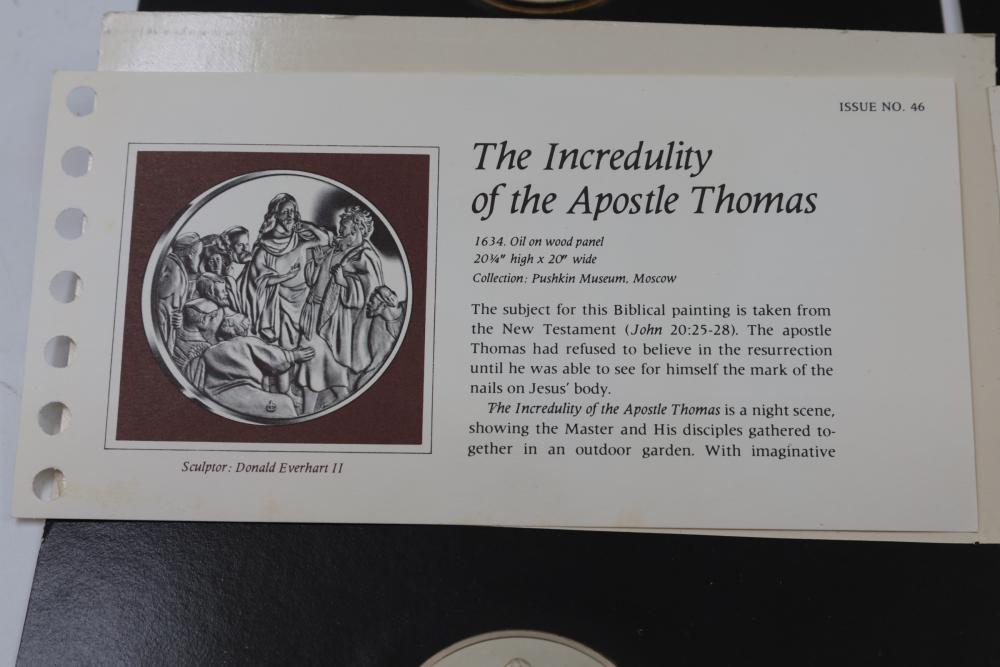 ISSUE NO. 46
The Incredulity
of the Apostle Thomas
1634. Oil on wood panel
20¾" high x 20" wide
Collection: Pushkin Museum, Moscow
The subject for this Biblical painting is taken from
the New Testament (John 20:25-28). The apostle
Thomas had refused to believe in the resurrection
until he was able to see for himself the mark of the
nails on Jesus' body.
The Incredulity of the Apostle Thomas is a night scene,
showing the Master and His disciples gathered to-
gether in an outdoor garden. With imaginative
Sculptor: Donald Everhart II